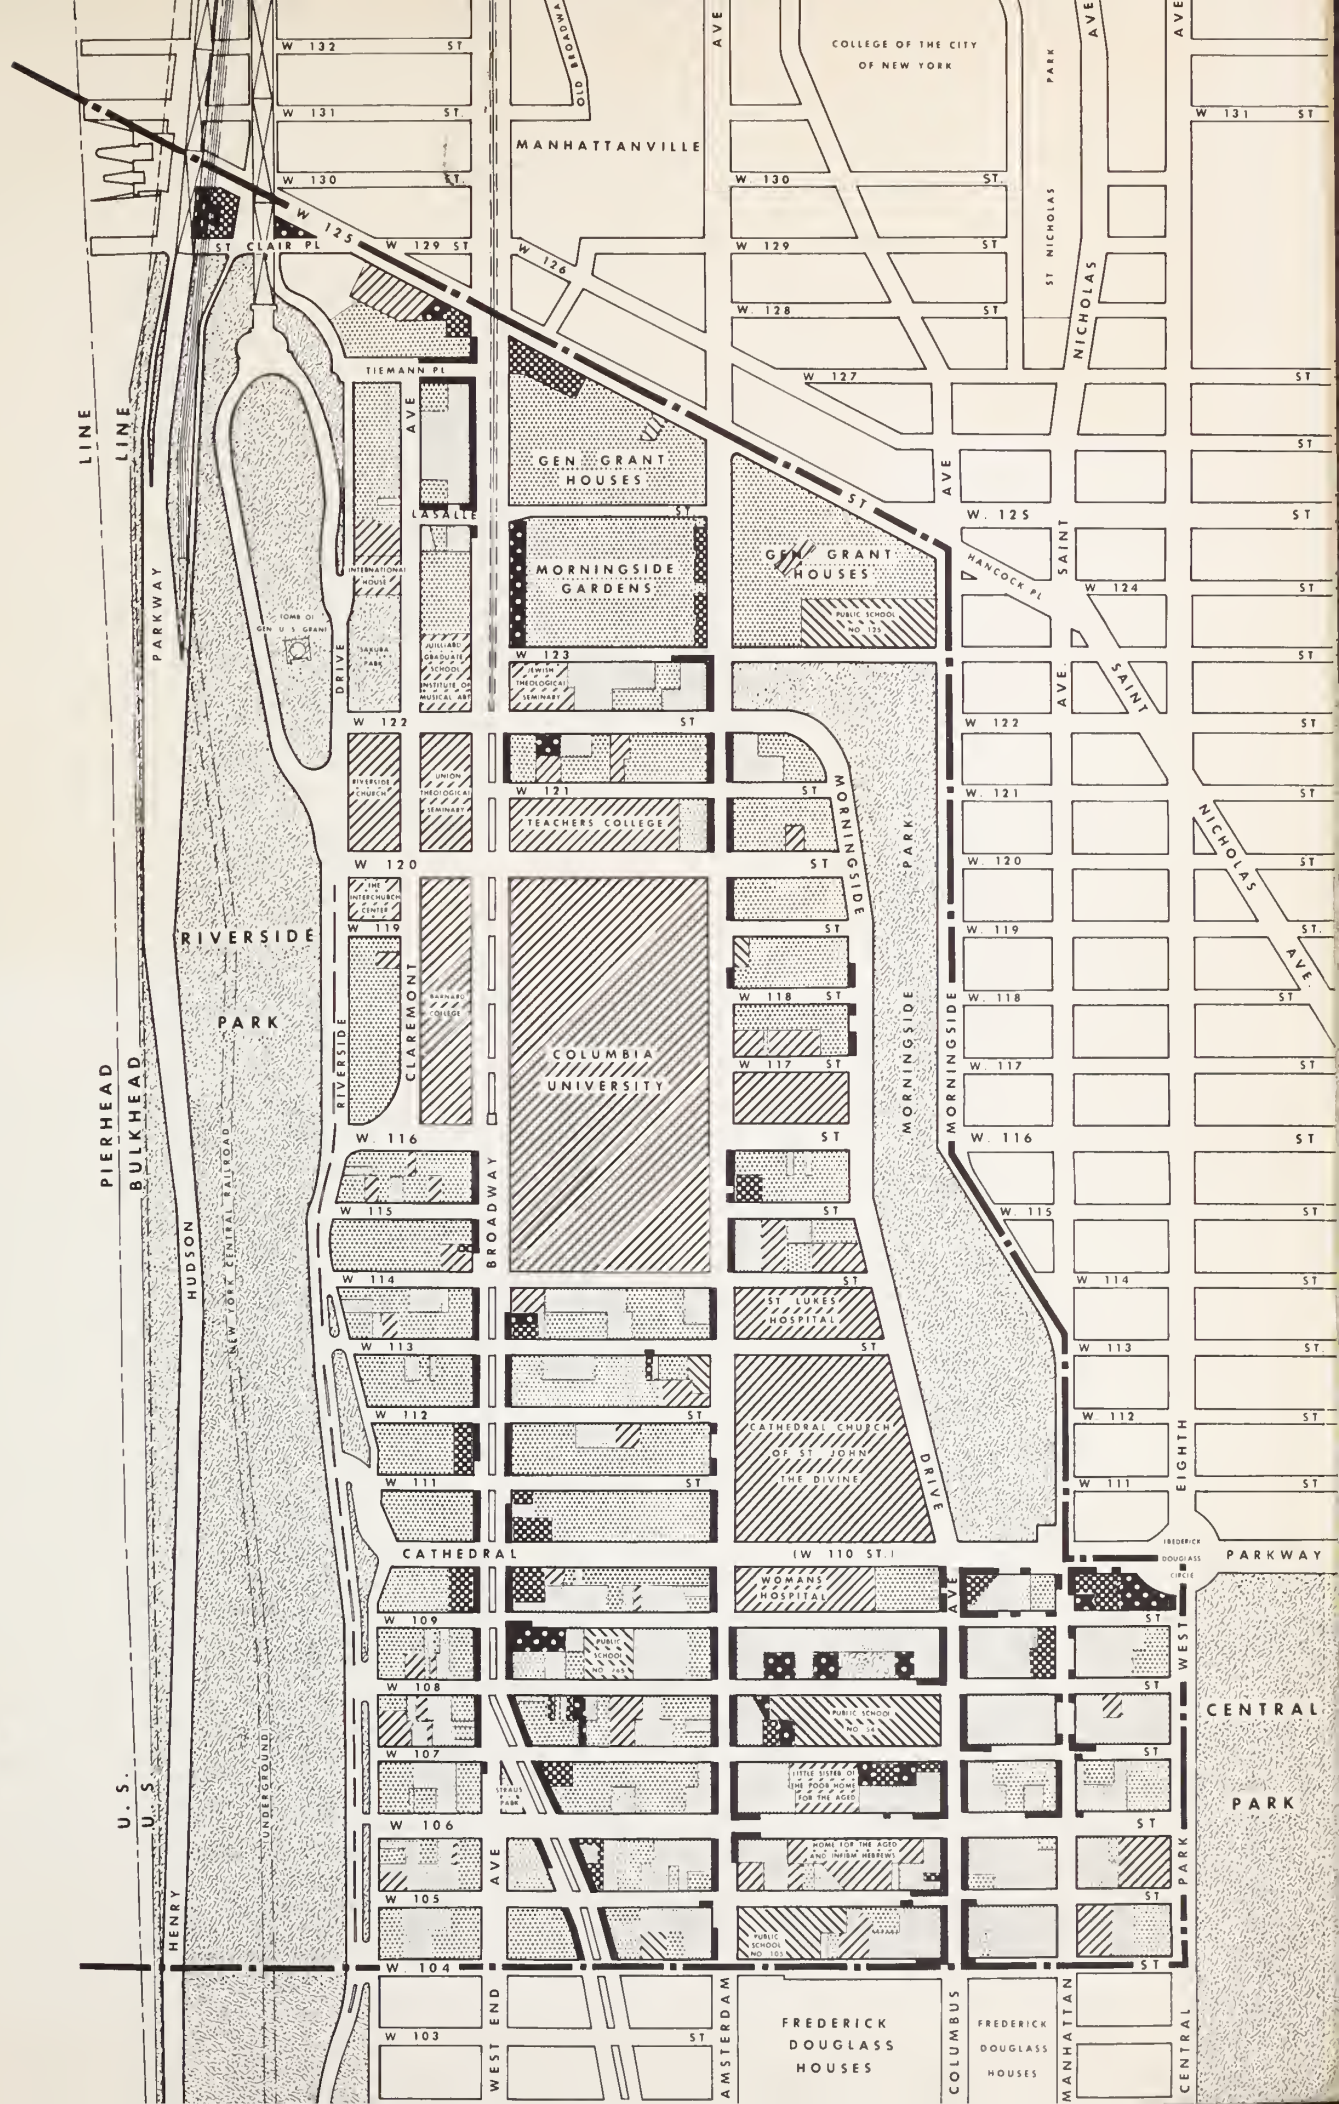 OLD BROADWA
AVE
COLLEGE OF THE CITY
OF NEW YORK
PARK
AVE
AVE
W 132 ST
W 131 ST.
W 131 ST
MANHATTANVILLE
W 130 ST.
W. 130 ST.
ST NICHOLAS
W 125
ST CLAIR PL
W 129 ST
W 126
W 129 ST
NICHOLAS
W. 128 ST
TIEMANN PL
W 127
ST
LINE
LINE
AVE
GEN GRANT
HOUSES
AVE
ST
ST
LASALLE ST
W. 125
ST
PARKWAY
INTERNATIONAL
HOUSE
MORNINGSIDE
GARDENS
GEN GRANT
HOUSES
HANCOCK PL
SAINT
W 124
ST
TOMB OF
GEN U S GRANT
PUBLIC SCHOOL
NO 125
DRIVE
SAKURA
PARK
JUILLIARD
GRADUATE
SCHOOL
INSTITUTE OF
MUSICAL ART
W 123
ST
JEWISH
THEOLOGICAL
SEMINARY
AVE
SAINT
W 122 ST
W 122 ST
RIVERSIDE
CHURCH
UNION
THEOLOGICAL
SEMINARY
W 121 ST
W. 121 ST
TEACHERS COLLEGE
MORNINGSIDE
PARK
NICHOLAS
W 120 ST
W. 120 ST
THE
INTERCHURCH
CENTER
W 119 ST
W. 119 ST.
AVE.
RIVERSIDE
PARK
CLAREMONT
RIVERSIDE
BARNARD
COLLEGE
W 118 ST
W. 118 ST
MORNINGSIDE
MORNINGSIDE
COLUMBIA
UNIVERSITY
W 117 ST
W. 117 ST
PIERHEAD
BULKHEAD
NEW YORK CENTRAL RAILROAD
W. 116 ST
W. 116 ST
BROADWAY
W 115 ST
W. 115
HUDSON
W 114 ST
W 114 ST
ST LUKES
HOSPITAL
W 113 ST
W 113 ST.
W 112 ST
W 112 ST
CATHEDRAL CHURCH
OF ST JOHN
THE DIVINE
DRIVE
EIGHTH
W 111 ST
W 111 ST
CATHEDRAL (W 110 ST.) PARKWAY
FREDERICK
DOUGLASS
CIRCLE
WOMANS
HOSPITAL
AVE
W 109 ST
PUBLIC
SCHOOL
NO. 165
WEST
W 108 ST
PUBLIC SCHOOL
NO 54
CENTRAL
PARK
W 107 ST
UNDERGROUND
STRAUS
PARK
LITTLE SISTER OF
THE POOR HOME
FOR THE AGED
U.S.
U.S.
W 106 ST
AVE
HOME FOR THE AGED
AND INFIRM HEBREWS
PARK
W 105 ST
HENRY
PUBLIC
SCHOOL
NO 105
W. 104 ST
WEST END
AMSTERDAM
FREDERICK
DOUGLASS
HOUSES
COLUMBUS
FREDERICK
DOUGLASS
HOUSES
MANHATTAN
CENTRAL
W 103 ST